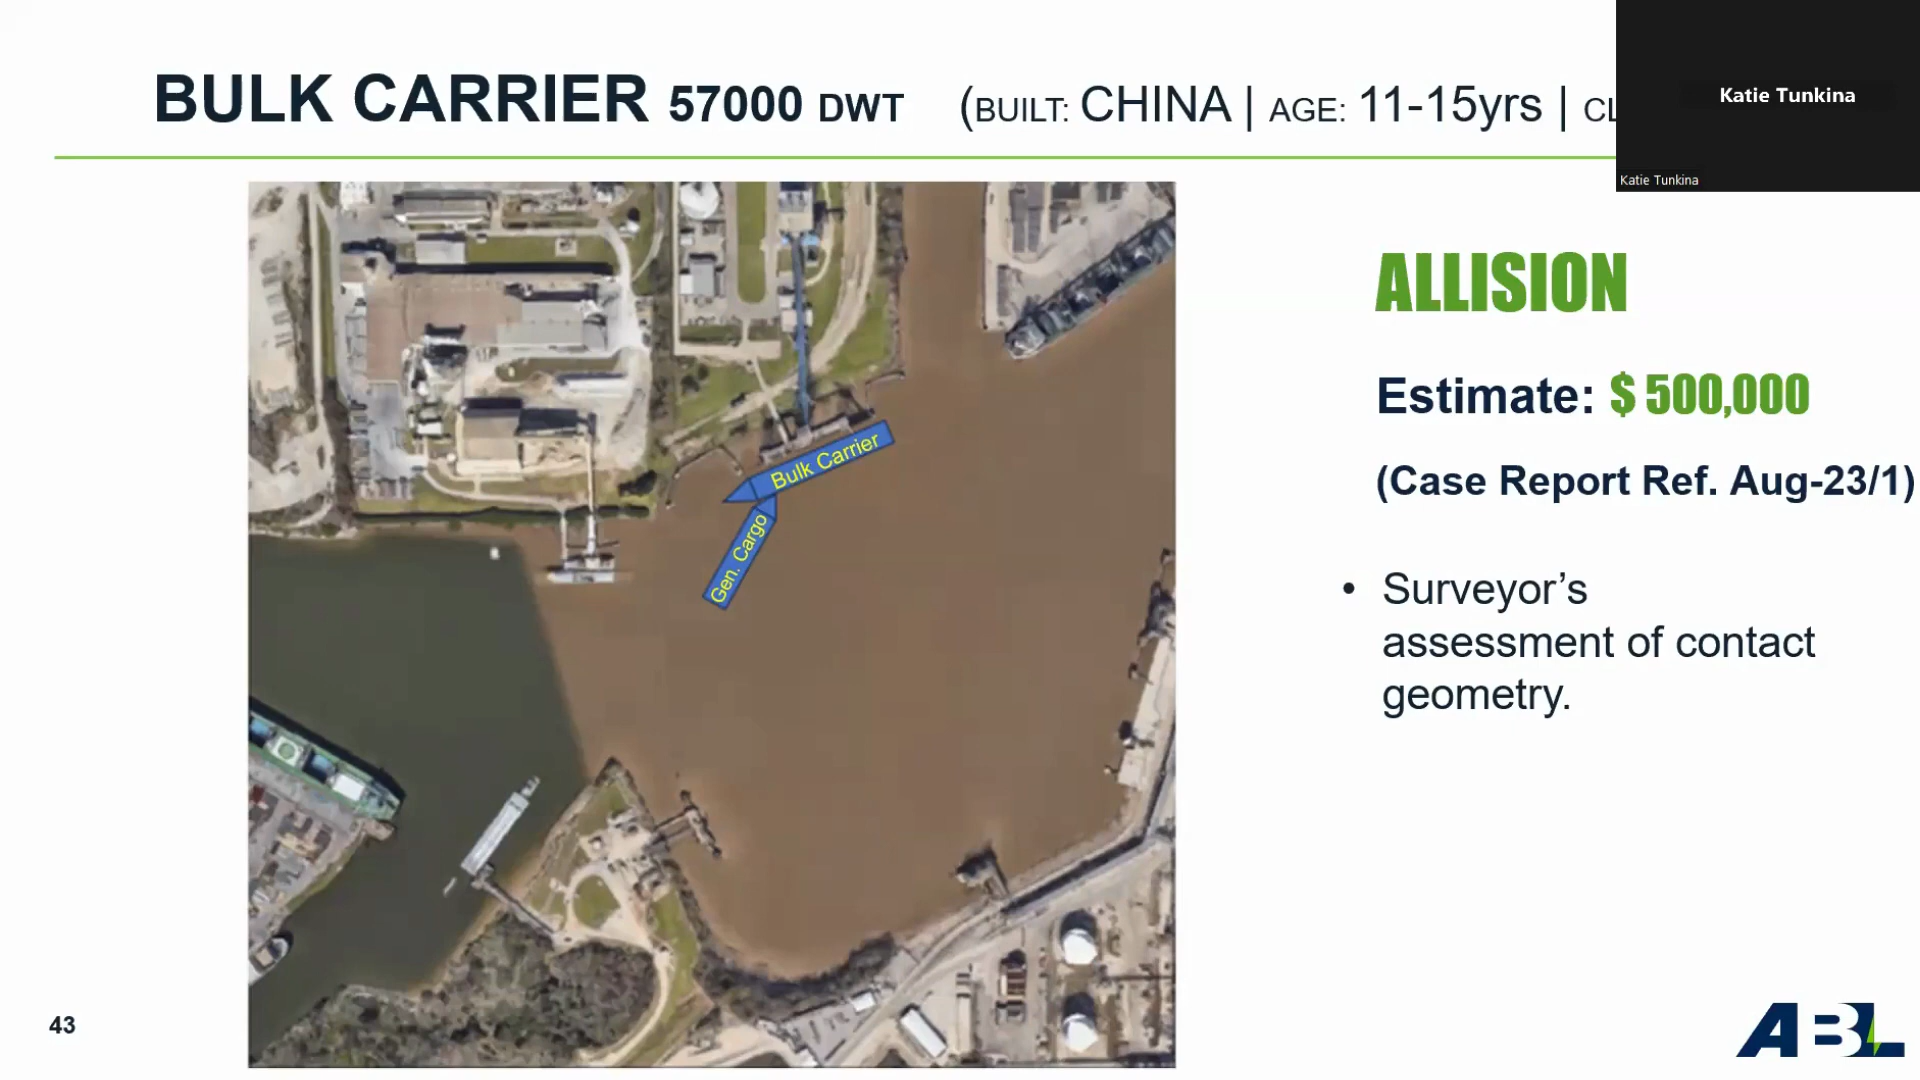 BULK CARRIER 57000 DWT (BUILT: CHINA | AGE: 11-15yrs | CL
Katie Tunkina
Katie Tunkina
ALLISION
Estimate: $ 500,000
(Case Report Ref. Aug-23/1)
Bulk Carrier
Gen. Cargo
• Surveyor’s
assessment of contact
geometry.
43
ABL